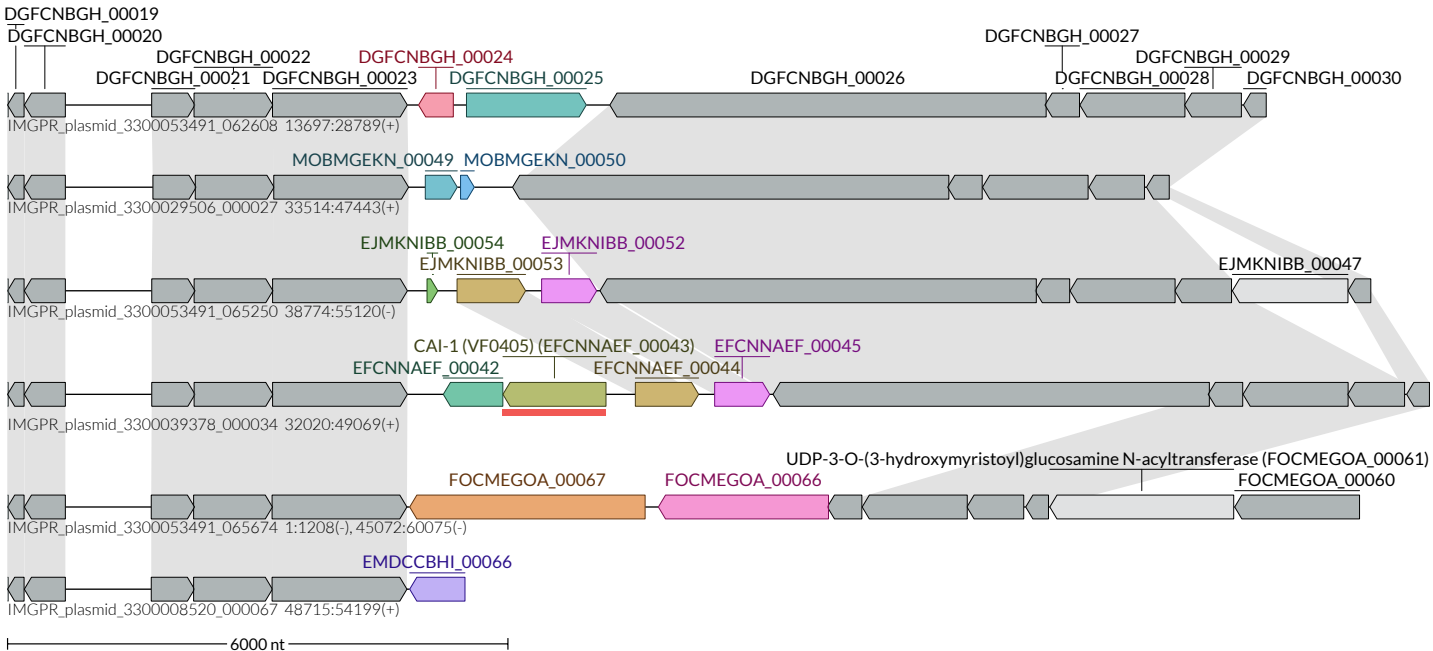 DGFCNBGH_00019
DGFCNBGH_00020
DGFCNBGH_00022
DGFCNBGH_00024
DGFCNBGH_00027
DGFCNBGH_00029
DGFCNBGH_00021
DGFCNBGH_00023
DGFCNBGH_00025
DGFCNBGH_00026
DGFCNBGH_00028
DGFCNBGH_00030
IMGPR_plasmid_3300053491_062608 13697:28789(+)
MOBMGEKN_00049
MOBMGEKN_00050
IMGPR_plasmid_3300029506_000027 33514:47443(+)
EJMKNIBB_00054
EJMKNIBB_00052
EJMKNIBB_00053
EJMKNIBB_00047
IMGPR_plasmid_3300053491_065250 38774:55120(-)
CAI-1 (VF0405) (EFCNNAEF_00043)
EFCNNAEF_00045
EFCNNAEF_00042
EFCNNAEF_00044
IMGPR_plasmid_3300039378_000034 32020:49069(+)
UDP-3-O-(3-hydroxymyristoyl)glucosamine N-acyltransferase (FOCMEGOA_00061)
FOCMEGOA_00067
FOCMEGOA_00066
FOCMEGOA_00060
IMGPR_plasmid_3300053491_065674 1:1208(-), 45072:60075(-)
EMDCCBHI_00066
IMGPR_plasmid_3300008520_000067 48715:54199(+)
6000 nt